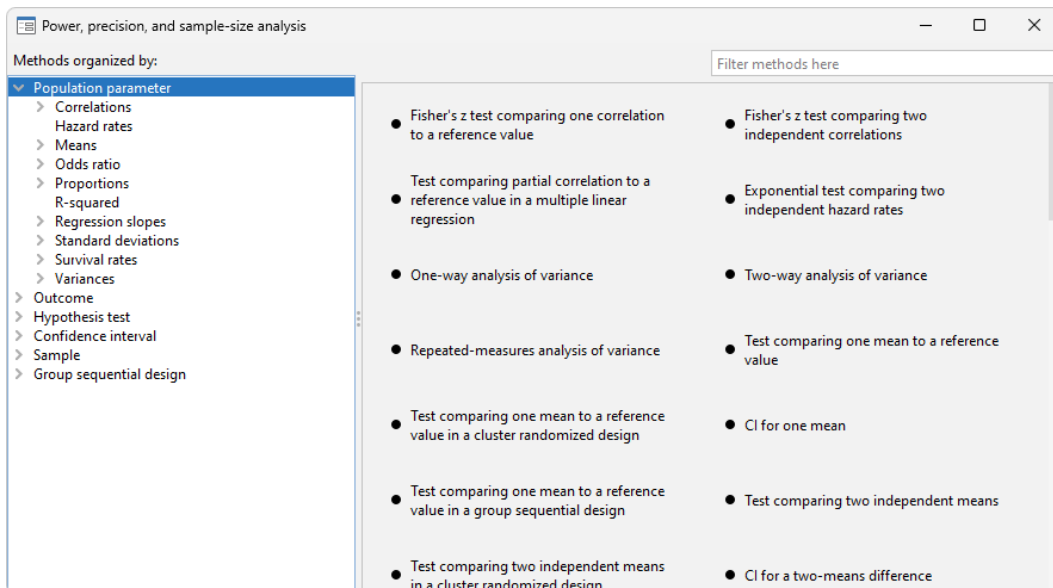 Power, precision, and sample-size analysis
Methods organized by:
Filter methods here
Population parameter
Correlations
Hazard rates
Means
Odds ratio
Proportions
R-squared
Regression slopes
Standard deviations
Survival rates
Variances
Outcome
Hypothesis test
Confidence interval
Sample
Group sequential design
Fisher's z test comparing one correlation
to a reference value
Fisher's z test comparing two
independent correlations
Test comparing partial correlation to a
reference value in a multiple linear
regression
Exponential test comparing two
independent hazard rates
One-way analysis of variance
Two-way analysis of variance
Repeated-measures analysis of variance
Test comparing one mean to a reference
value
Test comparing one mean to a reference
value in a cluster randomized design
CI for one mean
Test comparing one mean to a reference
value in a group sequential design
Test comparing two independent means
Test comparing two independent means
in a cluster randomized design
CI for a two-means difference